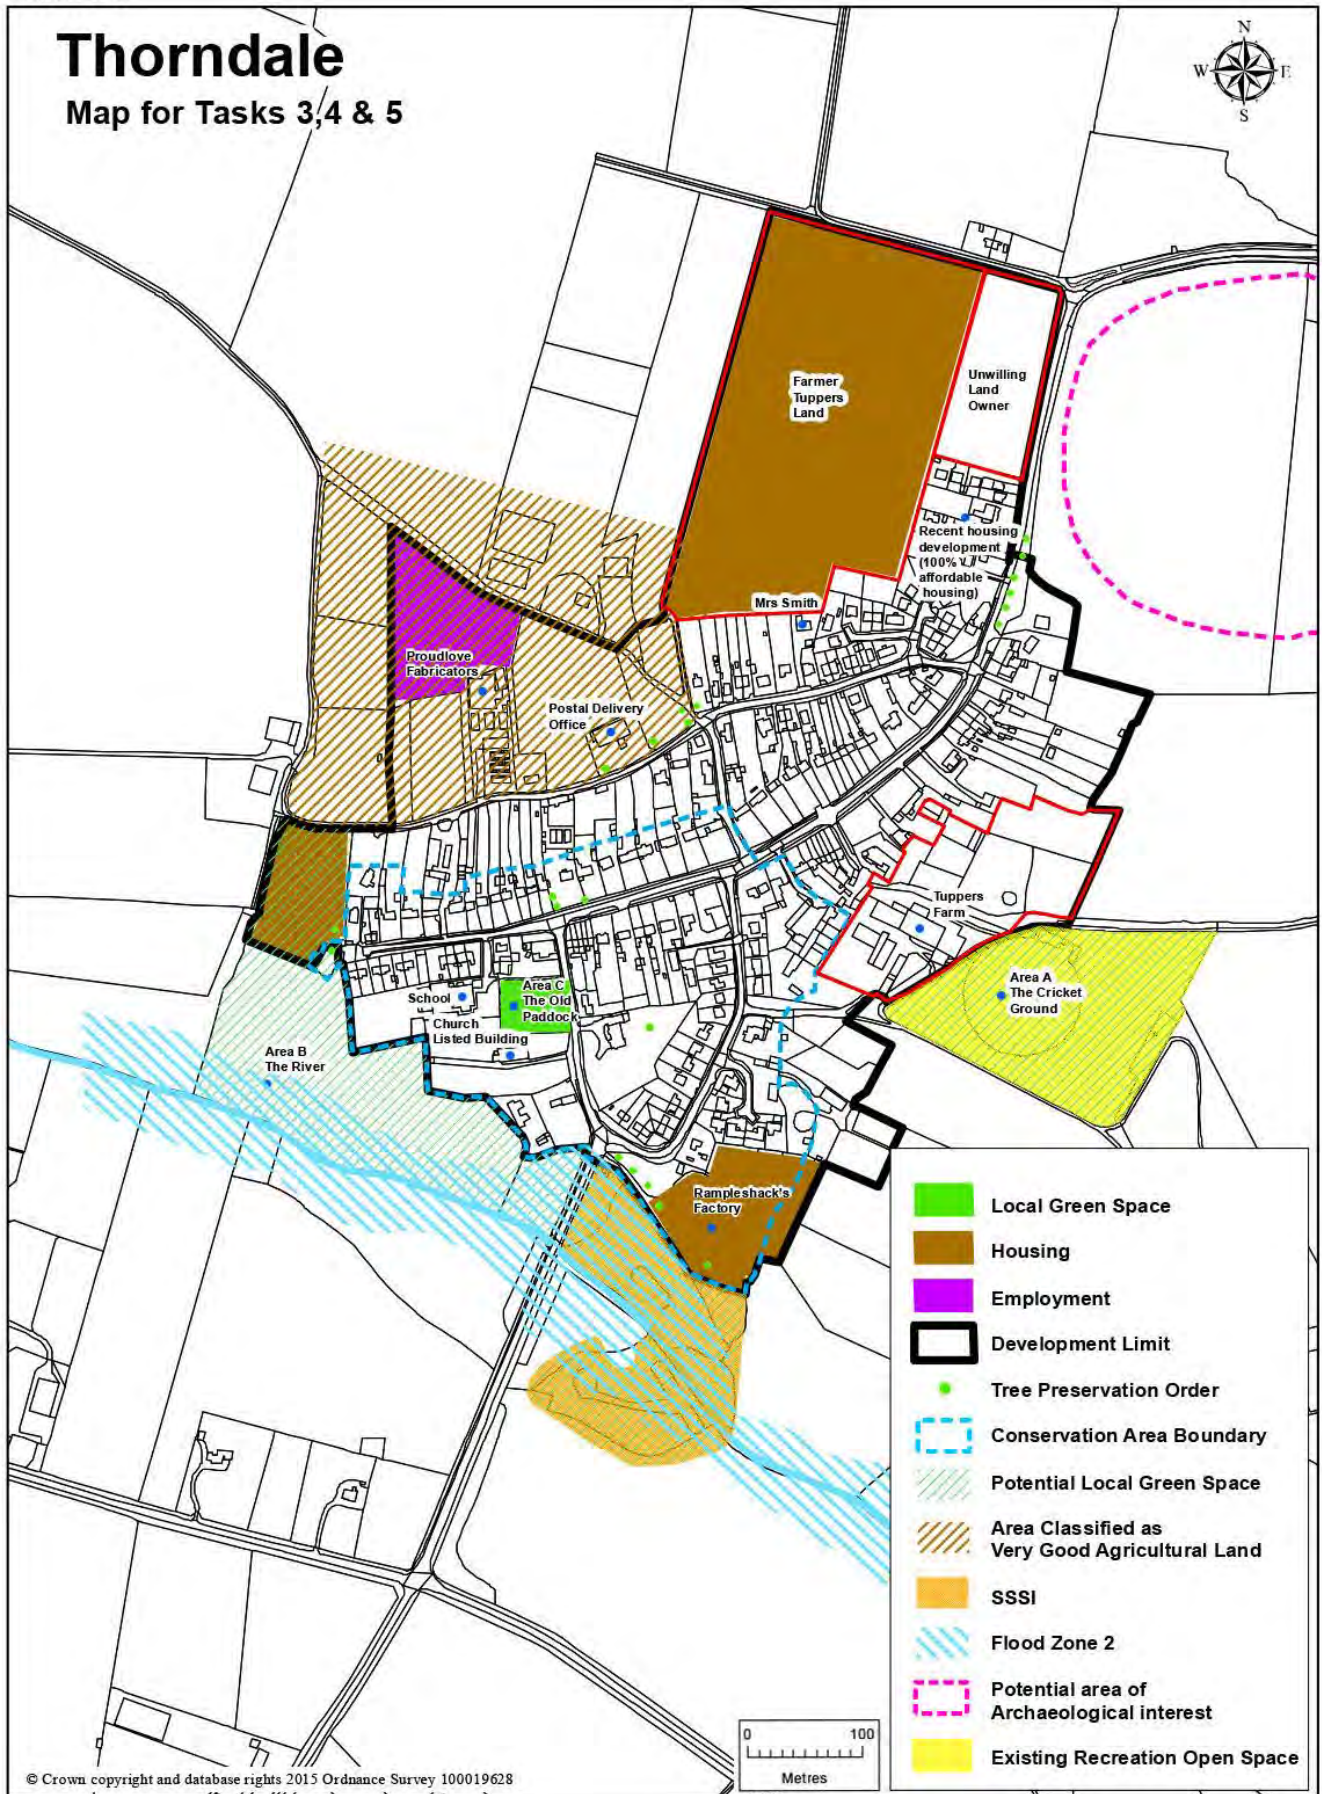 Thorndale
Map for Tasks 3,4 & 5
N
W
E
S
Farmer
Tuppers
Land
Unwilling
Land
Owner
Recent housing
development
(100%
affordable
housing)
Mrs Smith
Proudlove
Fabricators
Postal Delivery
Office
Tuppers
Farm
Area A
The Cricket
Ground
School
Area C
The Old
Paddock
Church
Listed Building
Area B
The River
Rampleshack's
Factory
Local Green Space
Housing
Employment
Development Limit
Tree Preservation Order
Conservation Area Boundary
Potential Local Green Space
Area Classified as
Very Good Agricultural Land
SSSI
Flood Zone 2
Potential area of
Archaeological interest
Existing Recreation Open Space
0 100
Metres
© Crown copyright and database rights 2015 Ordnance Survey 100019628